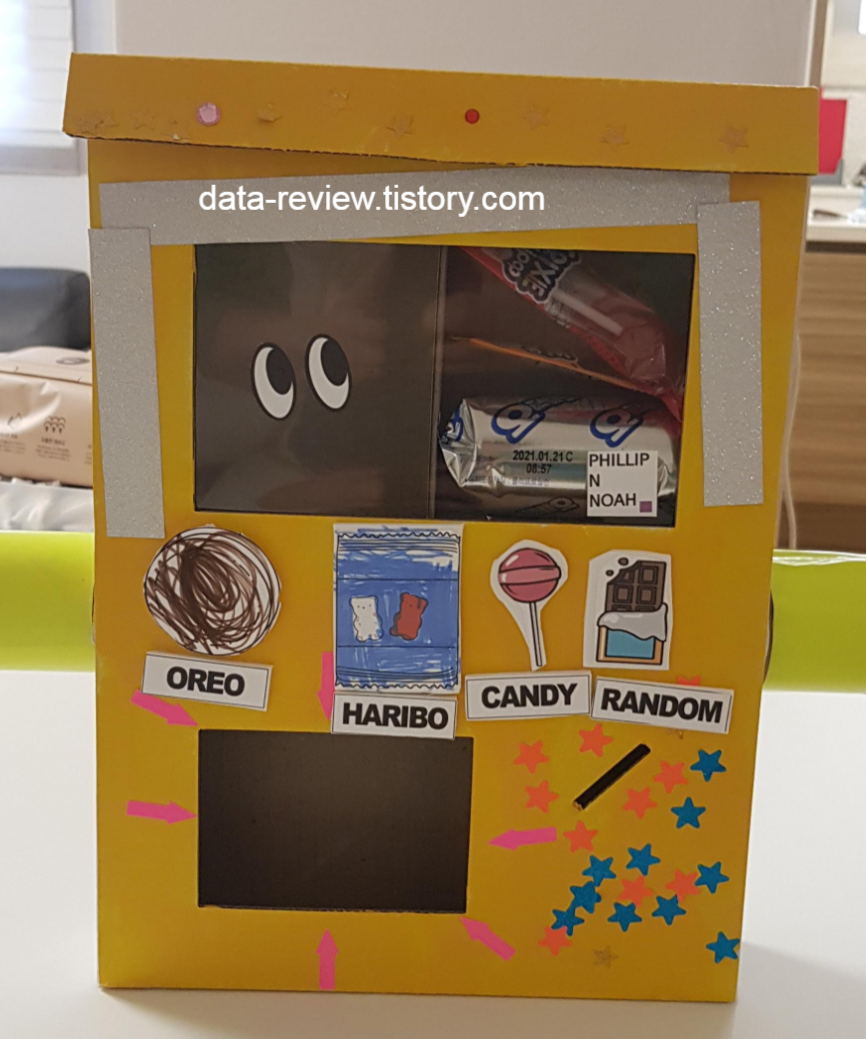 data-review.tistory.com
2021.01.21 C
08:57
PHILLIP
N
NOAH
OREO
HARIBO
CANDY
RANDOM